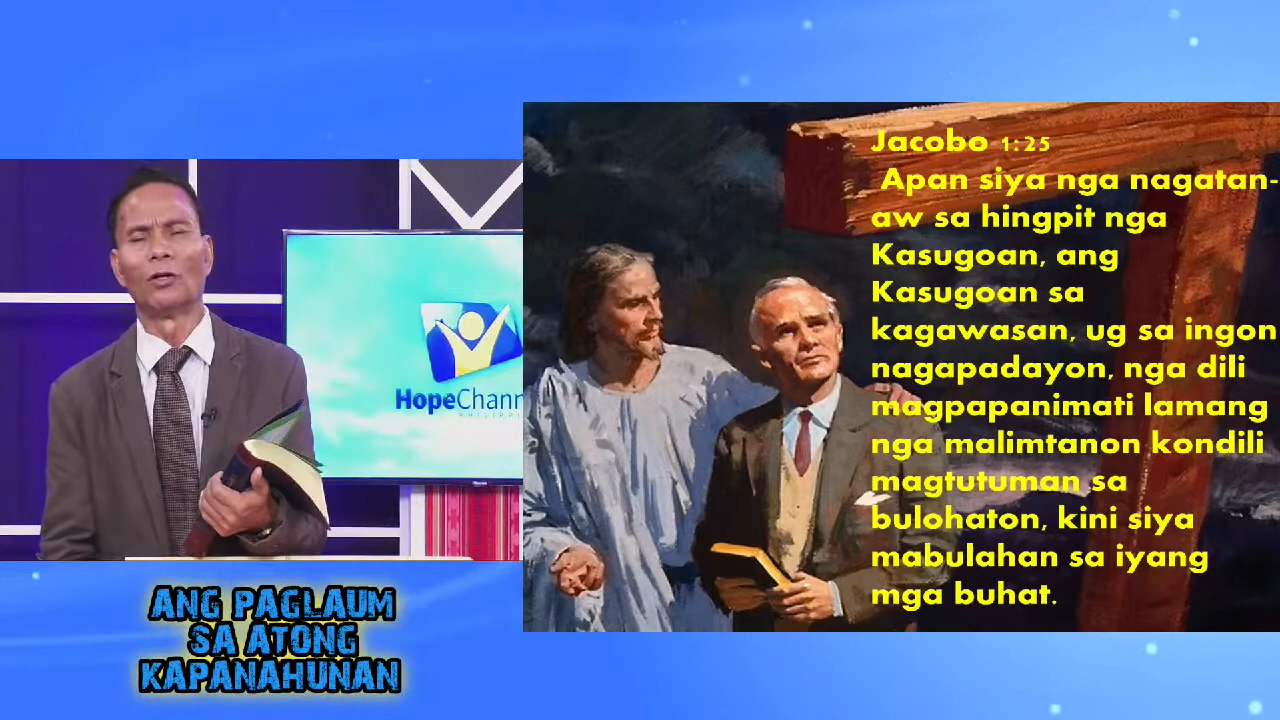 Jacobo 1:25
Apan siya nga nagatan-
aw sa hingpit nga
Kasugoan, ang
Kasugoan sa
kagawasan, ug sa ingon
nagapadayon, nga dili
magpapanimati lamang
nga malimtanon kondili
magtutuman sa
bulohaton, kini siya
mabulahan sa iyang
mga buhat.
HopeChann
PHILIPPI
ANG PAGLAUM
SA ATONG
KAPANAHUNAN